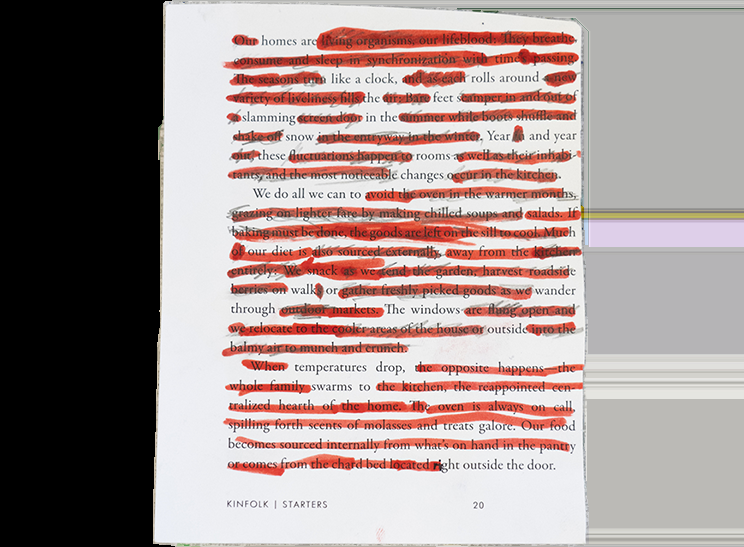 Our homes are living organisms, our lifeblood. They breathe,
consume and sleep in synchronization with time's passing.
The seasons turn like a clock, and as each rolls around a new
variety of liveliness fills the air: Bare feet scamper in and out of
a slamming screen door in the summer while boots shuffle and
shake off snow in the entryway in the winter. Year in and year
out, these fluctuations happen to rooms as well as their inhabi-
tants, and the most noticeable changes occur in the kitchen.
We do all we can to avoid the oven in the warmer months,
grazing on lighter fare by making chilled soups and salads. If
baking must be done, the goods are left on the sill to cool. Much
of our diet is also sourced externally, away from the kitchen
entirely: We snack as we tend the garden, harvest roadside
berries on walks or gather freshly picked goods as we wander
through outdoor markets. The windows are flung open and
we relocate to the cooler areas of the house or outside into the
balmy air to munch and crunch.
When temperatures drop, the opposite happens—the
whole family swarms to the kitchen, the reappointed cen-
tralized hearth of the home. The oven is always on call,
spilling forth scents of molasses and treats galore. Our food
becomes sourced internally from what's on hand in the pantry
or comes from the chard bed located right outside the door.
KINFOLK | STARTERS 20